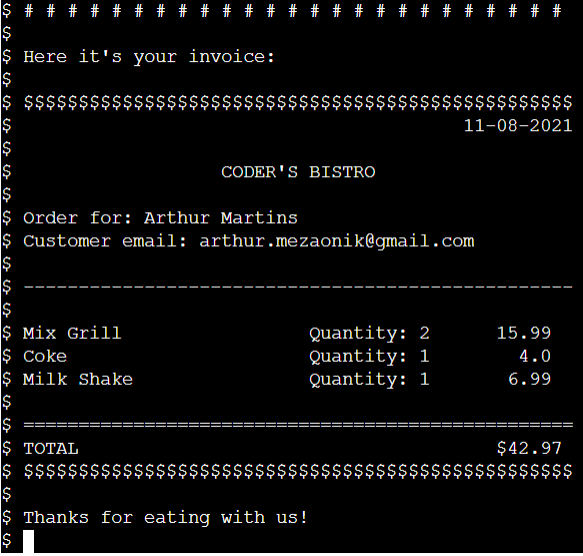 $ # # # # # # # # # # # # # # # # # # # # # # # # #
$
$ Here it's your invoice:
$
$ $$$$$$$$$$$$$$$$$$$$$$$$$$$$$$$$$$$$$$$$$$$$$$$$$$
$                                         11-08-2021
$
$                   CODER'S BISTRO
$
$ Order for: Arthur Martins
$ Customer email: arthur.mezaonik@gmail.com
$
$ --------------------------------------------------
$
$ Mix Grill                 Quantity: 2      15.99
$ Coke                      Quantity: 1        4.0
$ Milk Shake                Quantity: 1       6.99
$
$ ==================================================
$ TOTAL                                      $42.97
$ $$$$$$$$$$$$$$$$$$$$$$$$$$$$$$$$$$$$$$$$$$$$$$$$$$
$
$ Thanks for eating with us!
$